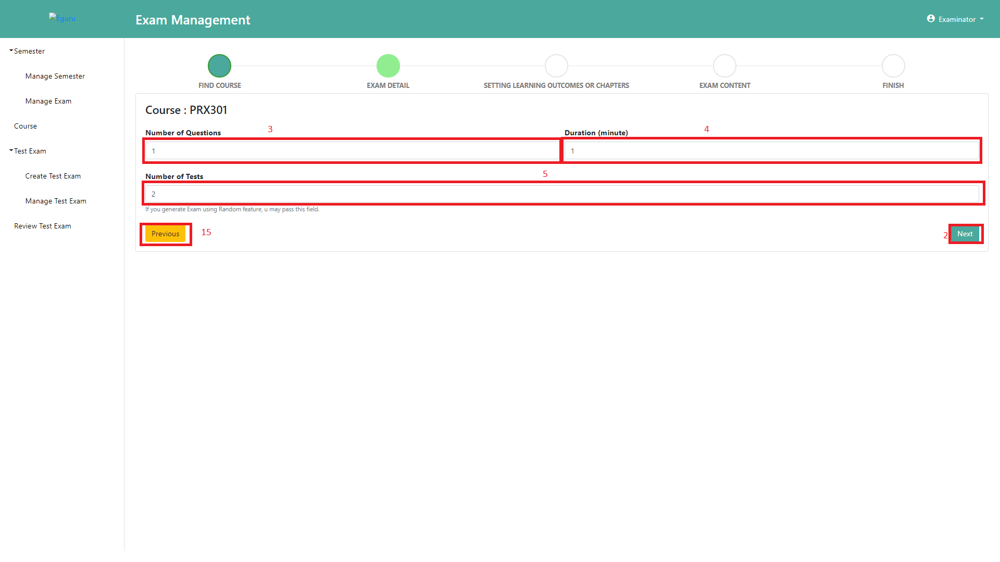 Eguru
Exam Management
Examinator
Semester
Manage Semester
Manage Exam
Course
Test Exam
Create Test Exam
Manage Test Exam
Review Test Exam
FIND COURSE
EXAM DETAIL
SETTING LEARNING OUTCOMES OR CHAPTERS
EXAM CONTENT
FINISH
Course : PRX301
Number of Questions
3
Duration (minute)
4
1
1
Number of Tests
5
2
If you generate Exam using Random feature, u may pass this field.
Previous
15
2
Next